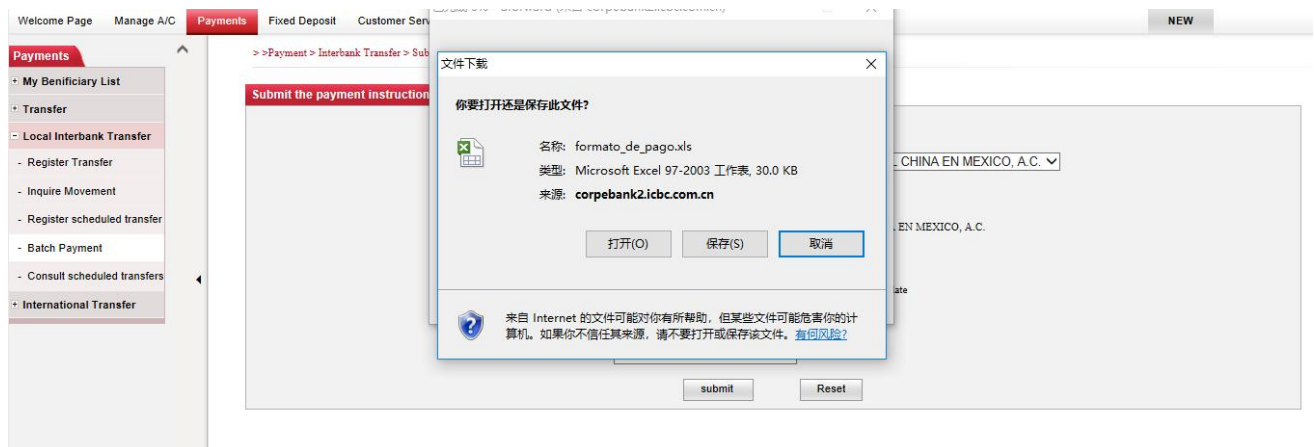 Welcome Page Manage A/C Payments Fixed Deposit Customer Serv NEW
Payments
+ My Benificiary List
+ Transfer
- Local Interbank Transfer
- Register Transfer
- Inquire Movement
- Register scheduled transfer
- Batch Payment
- Consult scheduled transfers
+ International Transfer
> >Payment > Interbank Transfer > Sub
Submit the payment instruction
文件下载
你要打开还是保存此文件?
名称: formato_de_pago.xls
类型: Microsoft Excel 97-2003 工作表, 30.0 KB
来源: corpebank2.icbc.com.cn
打开(O) 保存(S) 取消
来自 Internet 的文件可能对你有所帮助，但某些文件可能危害你的计
算机。如果你不信任其来源，请不要打开或保存该文件。有何风险?
CHINA EN MEXICO, A.C.
EN MEXICO, A.C.
ate
submit Reset